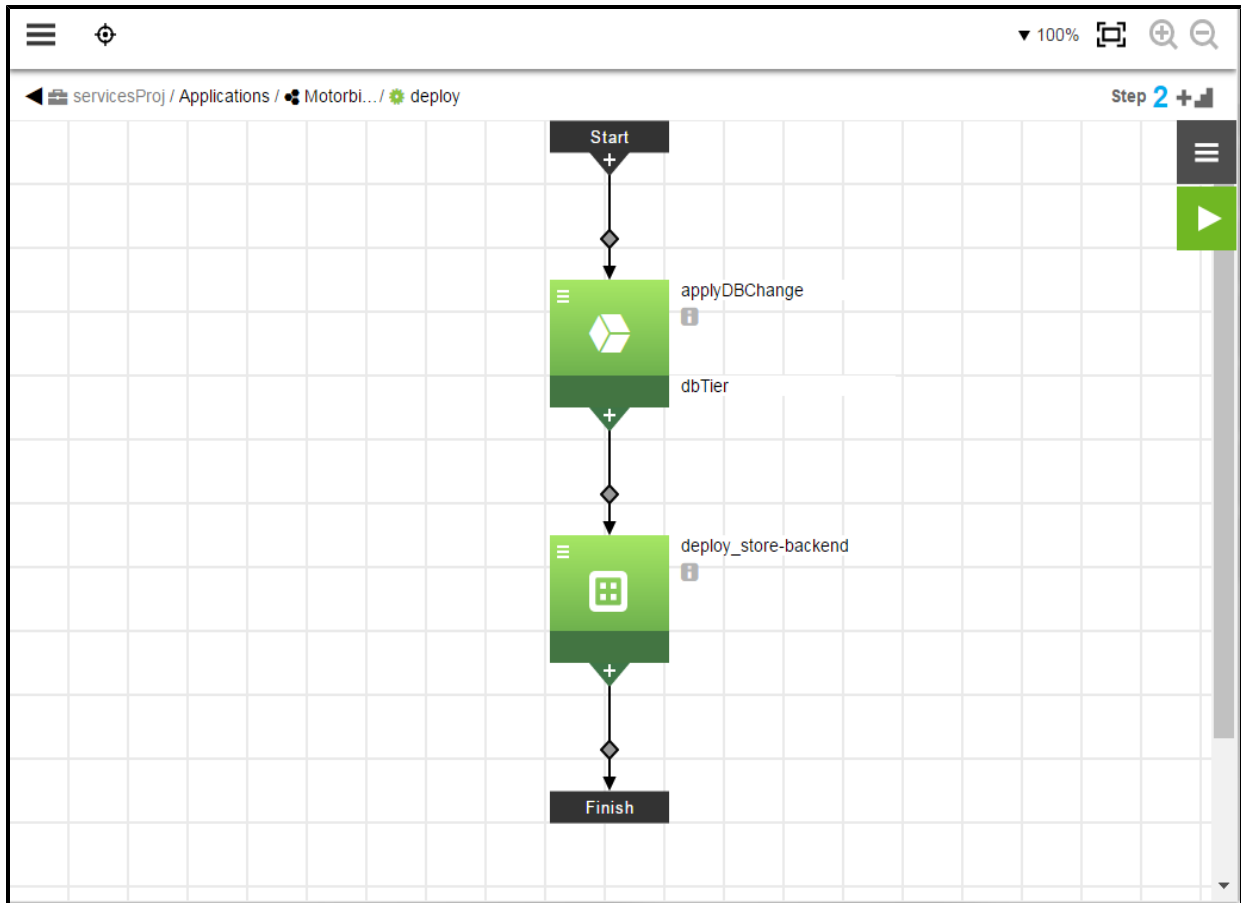 ▼ 100%
servicesProj / Applications / Motorbi... / deploy
Step 2
Start
applyDBChange
dbTier
deploy_store-backend
Finish